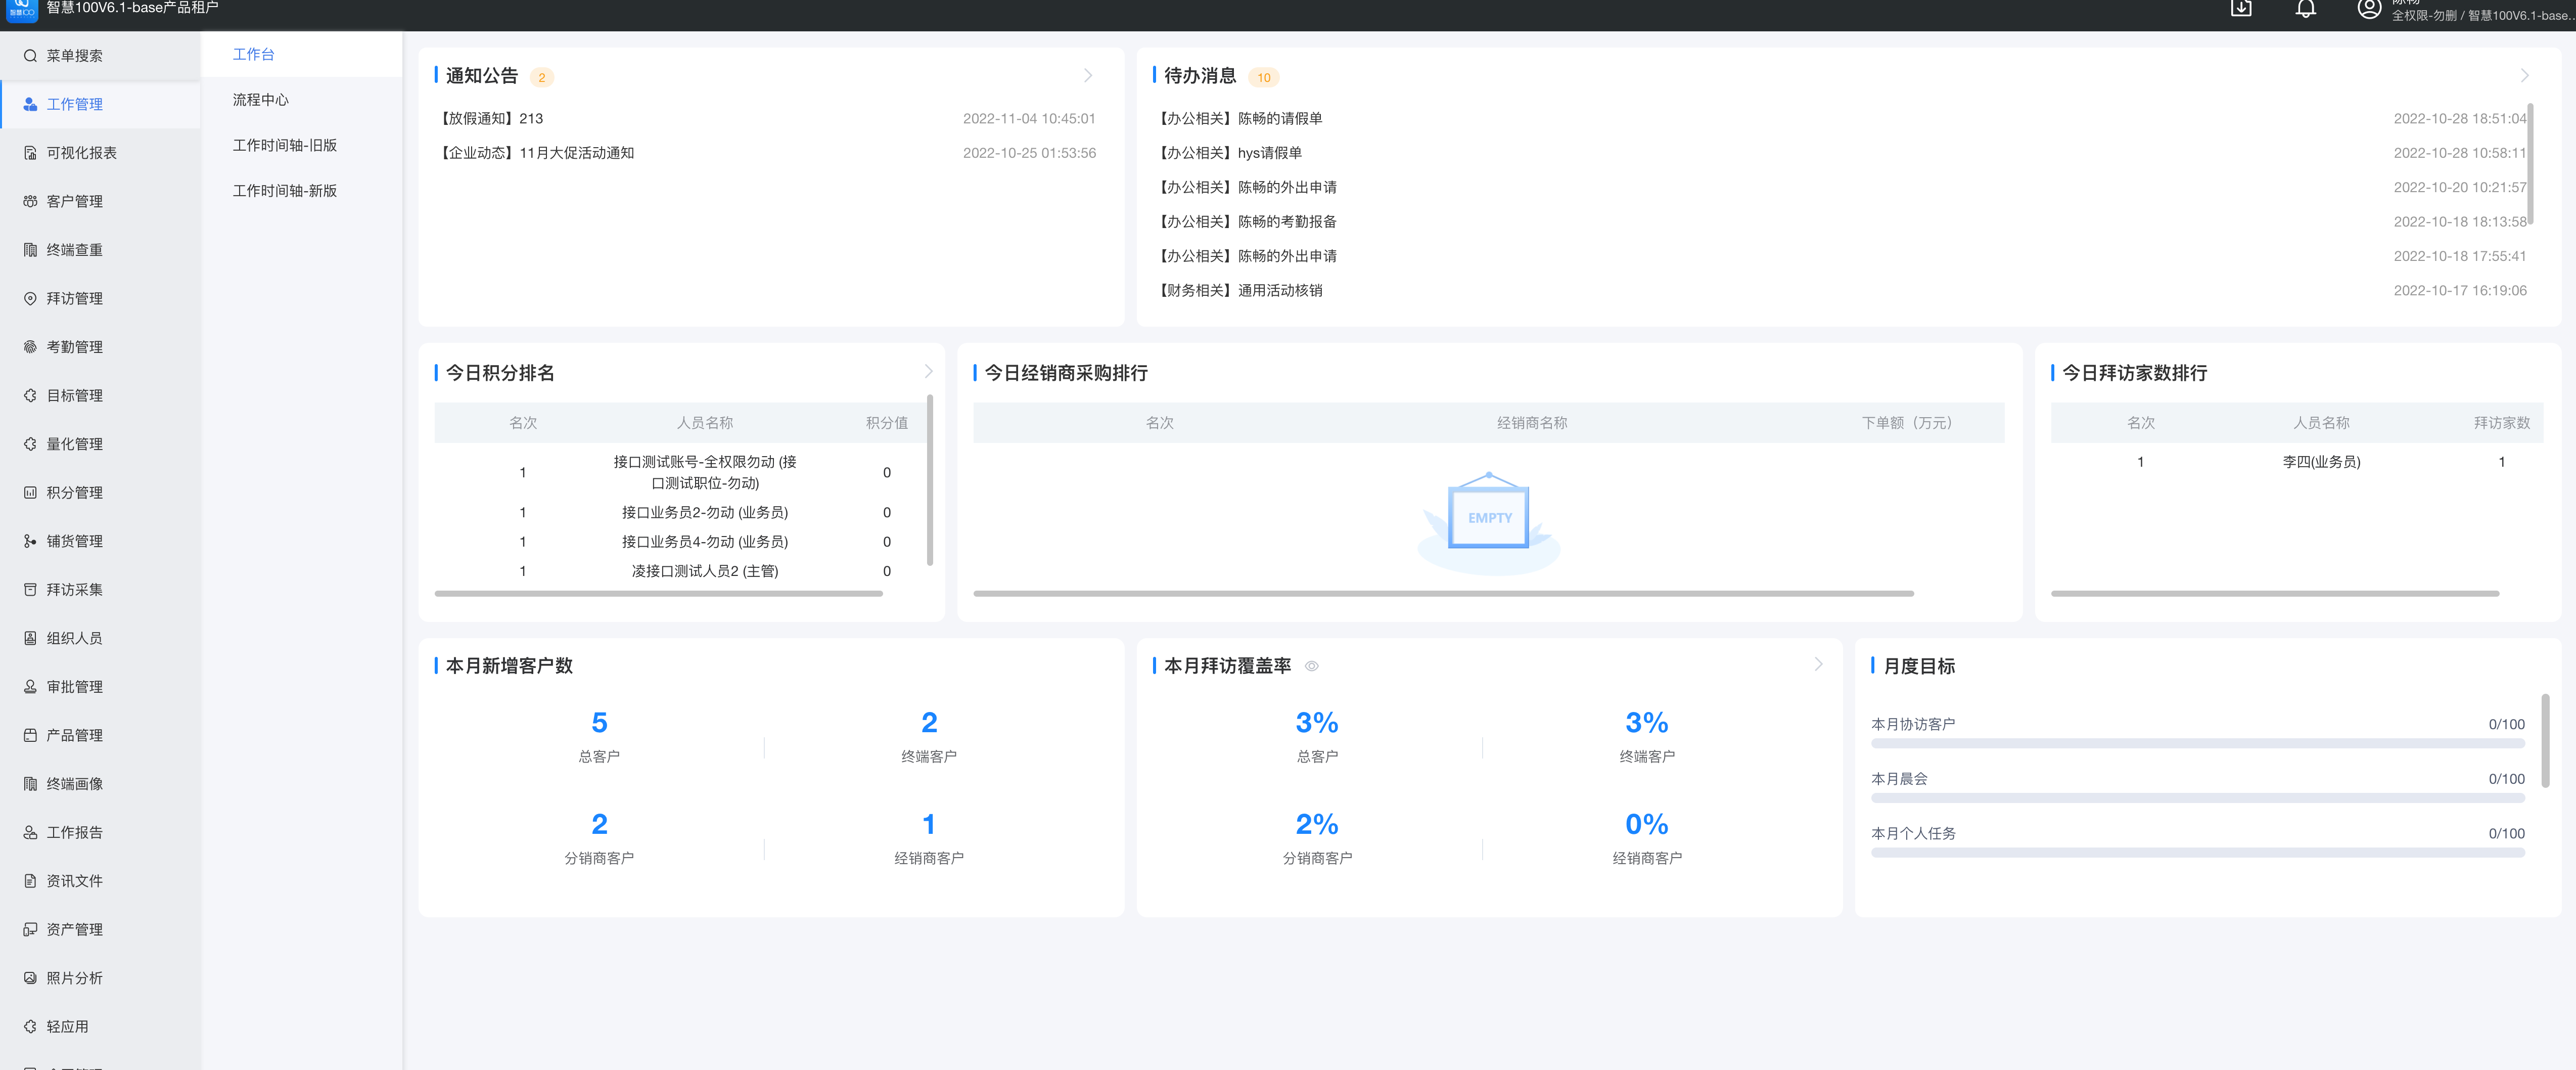 智慧100V6.1-base产品租户
智慧100
全权限-勿删 / 智慧100V6.1-base...
菜单搜索
工作管理
可视化报表
客户管理
终端查重
拜访管理
考勤管理
目标管理
量化管理
积分管理
铺货管理
拜访采集
组织人员
审批管理
产品管理
终端画像
工作报告
资讯文件
资产管理
照片分析
轻应用
工作台
流程中心
工作时间轴-旧版
工作时间轴-新版
通知公告 2
【放假通知】213 2022-11-04 10:45:01
【企业动态】11月大促活动通知 2022-10-25 01:53:56
待办消息 10
【办公相关】陈畅的请假单 2022-10-28 18:51:04
【办公相关】hys请假单 2022-10-28 10:58:11
【办公相关】陈畅的外出申请 2022-10-20 10:21:57
【办公相关】陈畅的考勤报备 2022-10-18 18:13:58
【办公相关】陈畅的外出申请 2022-10-18 17:55:41
【财务相关】通用活动核销 2022-10-17 16:19:06
今日积分排名
名次 人员名称 积分值
1 接口测试账号-全权限勿动 (接 0
口测试职位-勿动)
1 接口业务员2-勿动 (业务员) 0
1 接口业务员4-勿动 (业务员) 0
1 凌接口测试人员2 (主管) 0
今日经销商采购排行
名次 经销商名称 下单额（万元）
EMPTY
今日拜访家数排行
名次 人员名称 拜访家数
1 李四(业务员) 1
本月新增客户数
5 2
总客户 终端客户
2 1
分销商客户 经销商客户
本月拜访覆盖率
3% 3%
总客户 终端客户
2% 0%
分销商客户 经销商客户
月度目标
本月协访客户 0/100
本月晨会 0/100
本月个人任务 0/100